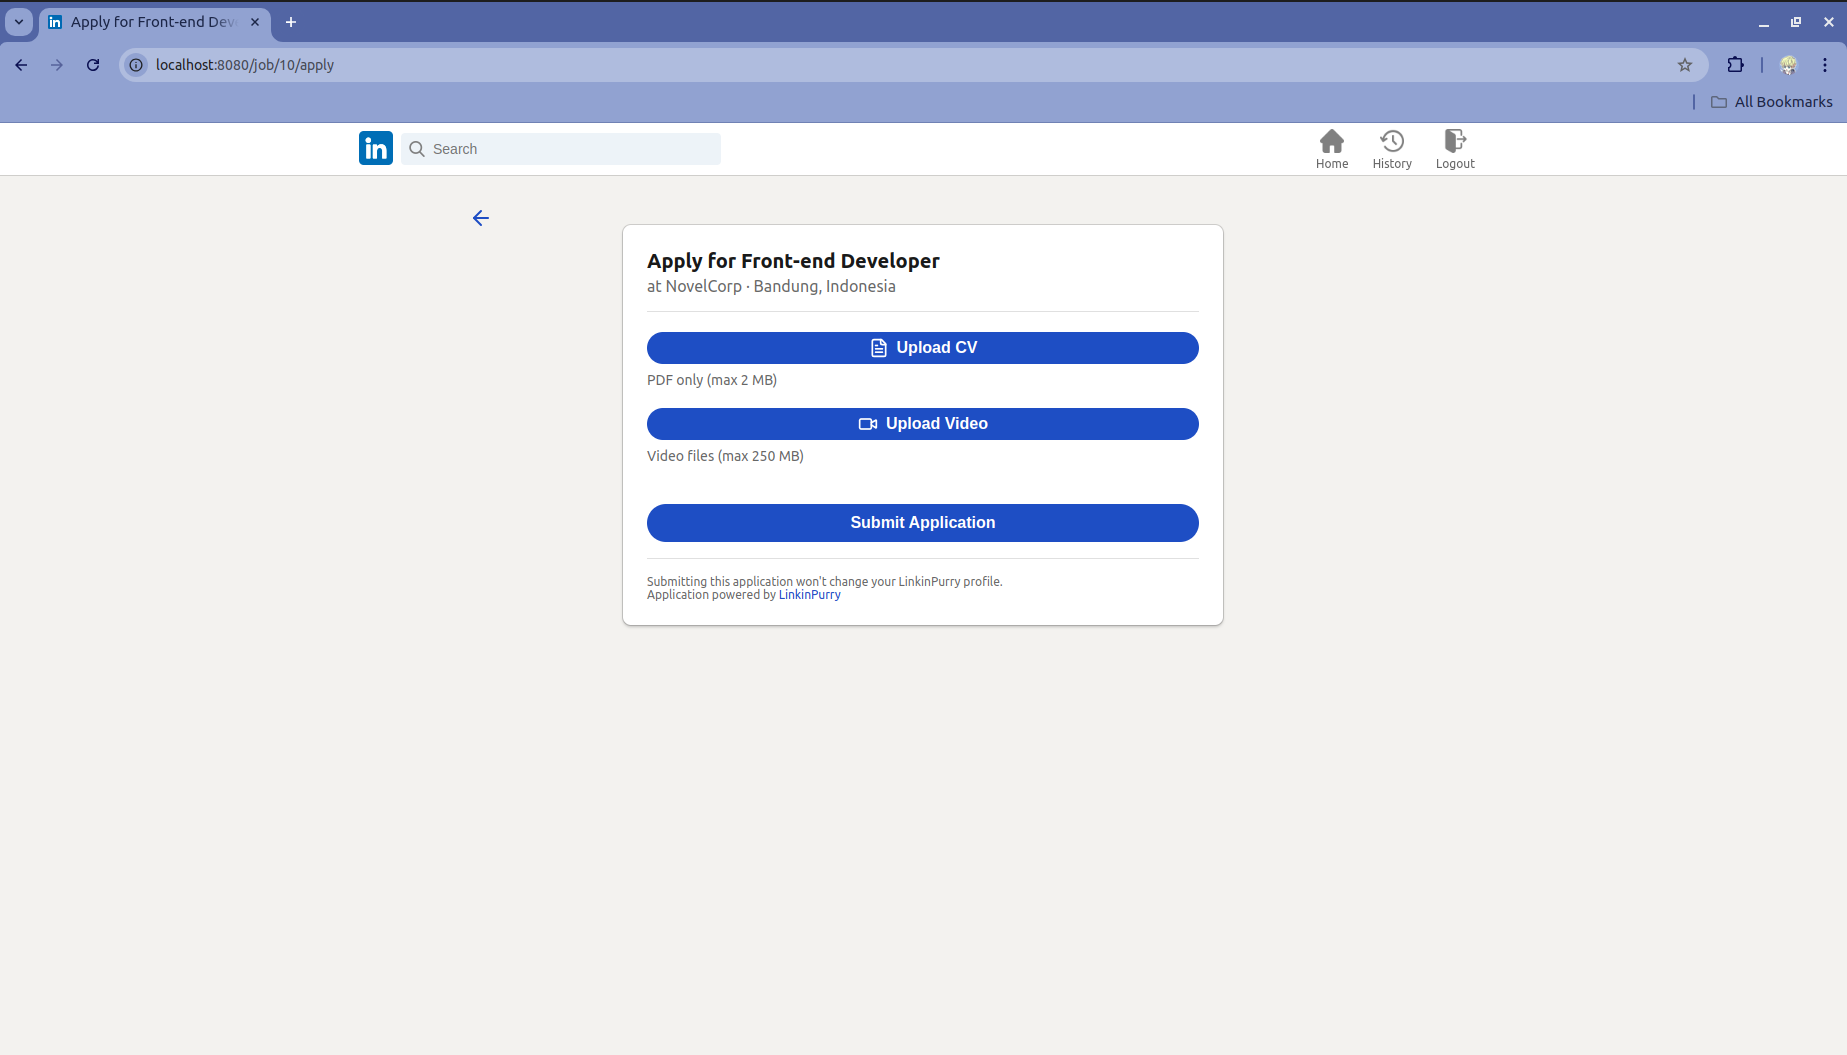 Apply for Front-end Dev
localhost:8080/job/10/apply
All Bookmarks
in
Search
Home
History
Logout
Apply for Front-end Developer
at NovelCorp · Bandung, Indonesia
Upload CV
PDF only (max 2 MB)
Upload Video
Video files (max 250 MB)
Submit Application
Submitting this application won't change your LinkinPurry profile.
Application powered by LinkinPurry